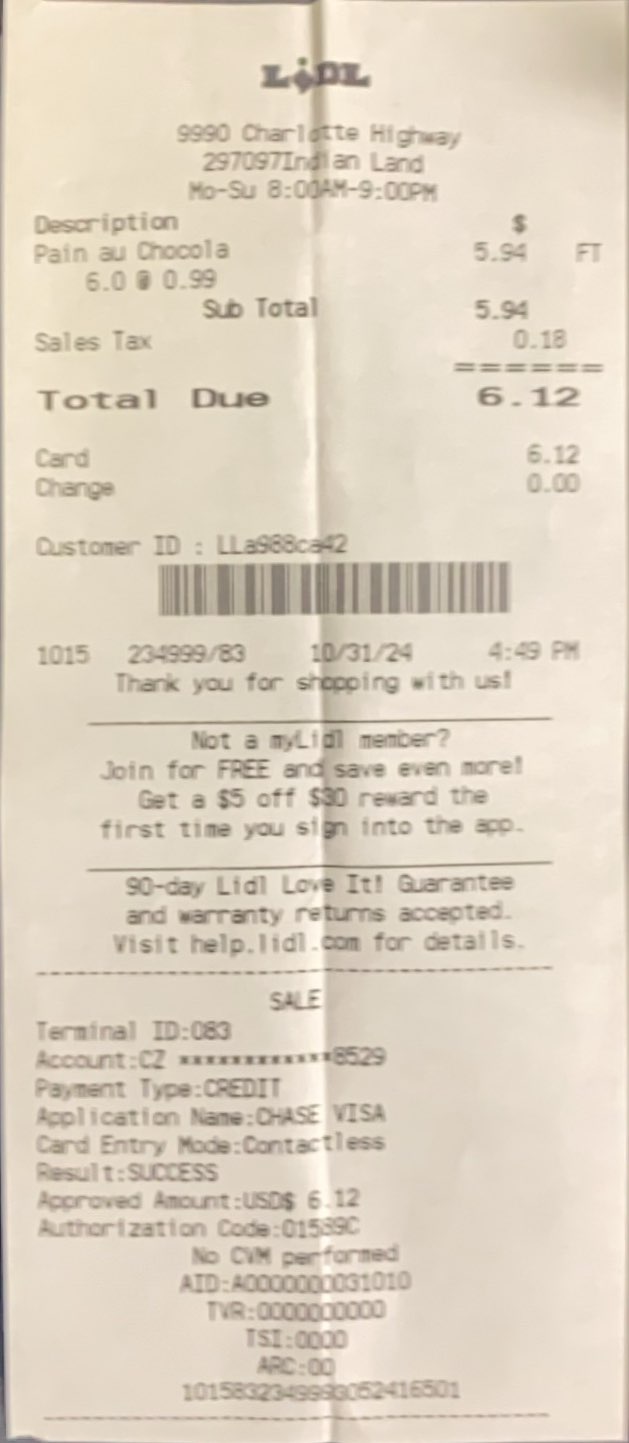 LiDL
9990 Charlotte Highway
297097Indian Land
Mo-Su 8:00AM-9:00PM
Description $
Pain au Chocola 5.94 FT
6.0 @ 0.99
Sub Total 5.94
Sales Tax 0.18
======
Total Due 6.12
Card 6.12
Change 0.00
Customer ID : LLa988ca42
1015 234999/83 10/31/24 4:49 PM
Thank you for shopping with us!
Not a myLidl member?
Join for FREE and save even more!
Get a $5 off $30 reward the
first time you sign into the app.
90-day Lidl Love It! Guarantee
and warranty returns accepted.
Visit help.lidl.com for details.
SALE
Terminal ID:083
Account:CZ ************8529
Payment Type:CREDIT
Application Name:CHASE VISA
Card Entry Mode:Contactless
Result:SUCCESS
Approved Amount:USD$ 6.12
Authorization Code:01589C
No CVM performed
AID:A0000000031010
TVR:0000000000
TSI:0000
ARC:00